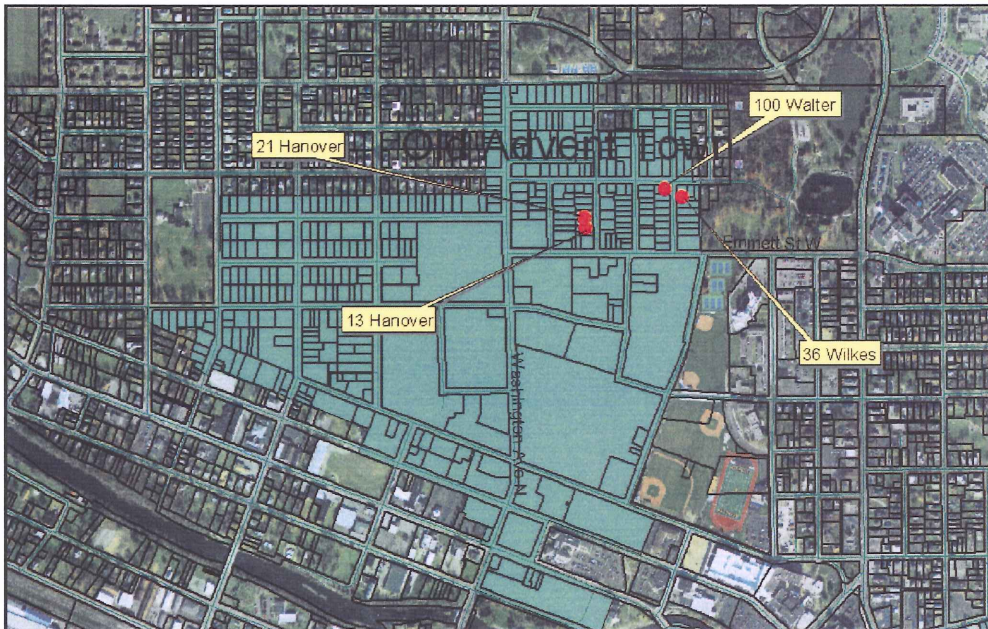 100 Walter
Old Advent Town
21 Hanover
Emmett St W
13 Hanover
36 Wilkes
Washington Ave N